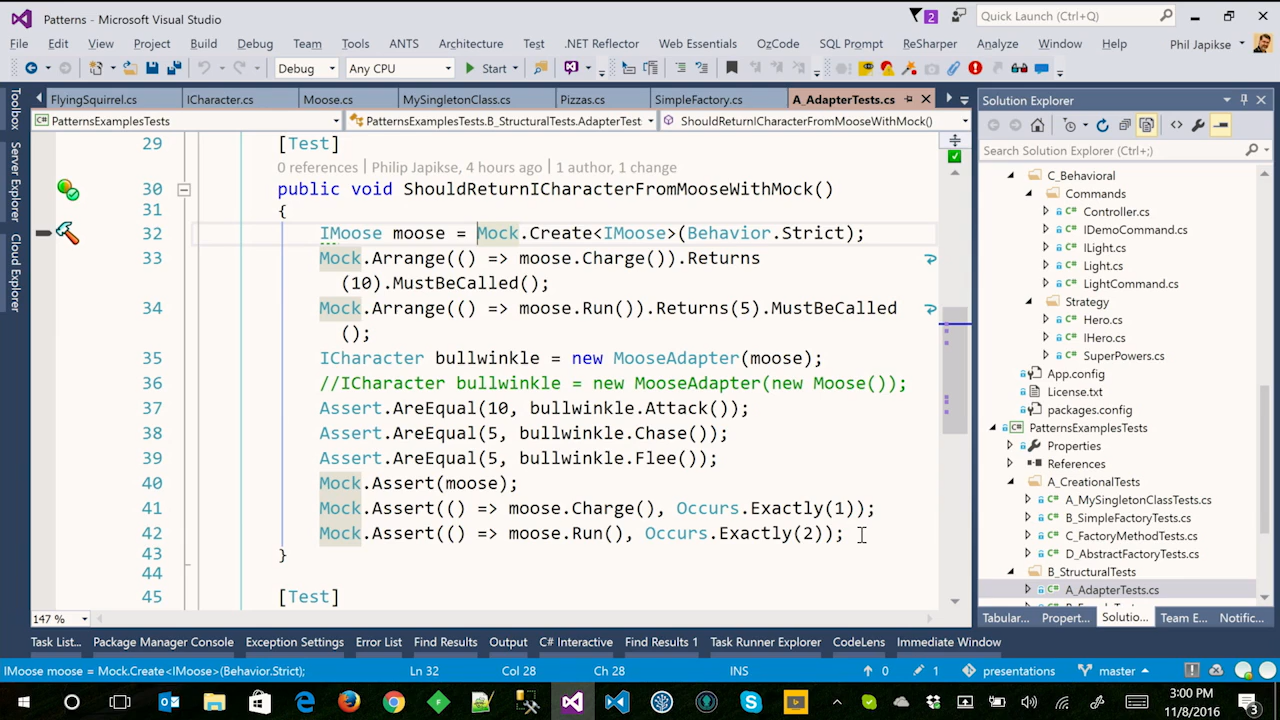 Patterns - Microsoft Visual Studio
2
Quick Launch (Ctrl+Q)
File Edit View Project Build Debug Team Tools ANTS Architecture Test .NET Reflector Web Essentials OzCode SQL Prompt ReSharper Analyze Window Help
Phil Japikse
Debug Any CPU Start
Toolbox
Server Explorer
Cloud Explorer
FlyingSquirrel.cs ICharacter.cs Moose.cs MySingletonClass.cs Pizzas.cs SimpleFactory.cs A_AdapterTests.cs
PatternsExamplesTests PatternsExamplesTests.B_StructuralTests.AdapterTest ShouldReturnICharacterFromMooseWithMock()
29 [Test]
0 references | Philip Japikse, 4 hours ago | 1 author, 1 change
30 public void ShouldReturnICharacterFromMooseWithMock()
31 {
32 IMoose moose = Mock.Create<IMoose>(Behavior.Strict);
33 Mock.Arrange(() => moose.Charge()).Returns
(10).MustBeCalled();
34 Mock.Arrange(() => moose.Run()).Returns(5).MustBeCalled
();
35 ICharacter bullwinkle = new MooseAdapter(moose);
36 //ICharacter bullwinkle = new MooseAdapter(new Moose());
37 Assert.AreEqual(10, bullwinkle.Attack());
38 Assert.AreEqual(5, bullwinkle.Chase());
39 Assert.AreEqual(5, bullwinkle.Flee());
40 Mock.Assert(moose);
41 Mock.Assert(() => moose.Charge(), Occurs.Exactly(1));
42 Mock.Assert(() => moose.Run(), Occurs.Exactly(2));
43 }
44
45 [Test]
147 %
Solution Explorer
Search Solution Explorer (Ctrl+;)
C_Behavioral
Commands
C# Controller.cs
C# IDemoCommand.cs
C# ILight.cs
C# Light.cs
C# LightCommand.cs
Strategy
C# Hero.cs
C# IHero.cs
C# SuperPowers.cs
App.config
License.txt
packages.config
C# PatternsExamplesTests
Properties
References
A_CreationalTests
C# A_MySingletonClassTests.cs
C# B_SimpleFactoryTests.cs
C# C_FactoryMethodTests.cs
C# D_AbstractFactoryTests.cs
B_StructuralTests
C# A_AdapterTests.cs
Tabular... Propert... Solutio... Team E... Notific...
Task List... Package Manager Console Exception Settings Error List Find Results Output C# Interactive Find Results 1 Task Runner Explorer CodeLens Immediate Window
IMoose moose = Mock.Create<IMoose>(Behavior.Strict); Ln 32 Col 28 Ch 28 INS 0 1 presentations master
3:00 PM
11/8/2016
3